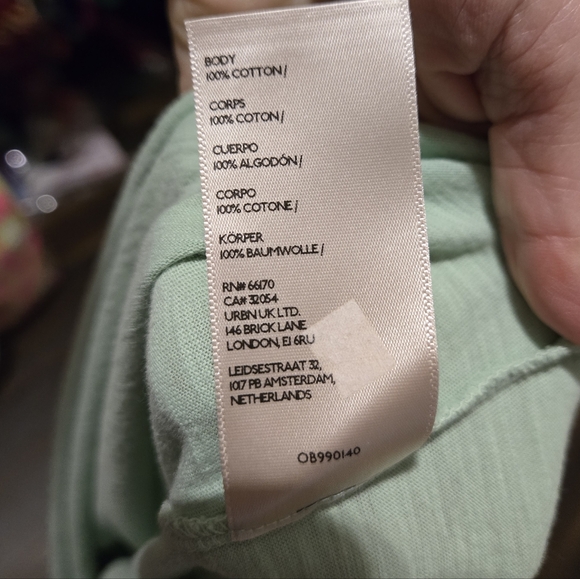 BODY
100% COTTON/
CORPS
100% COTON/
CUERPO
100% ALGODÓN/
CORPO
100% COTONE/
KÖRPER
100% BAUMWOLLE/
RN# 66170
CA# 32054
URBN UK LTD.
146 BRICK LANE
LONDON, E1 6RU
LEIDSESTRAAT 32,
1017 PB AMSTERDAM,
NETHERLANDS
OB990140